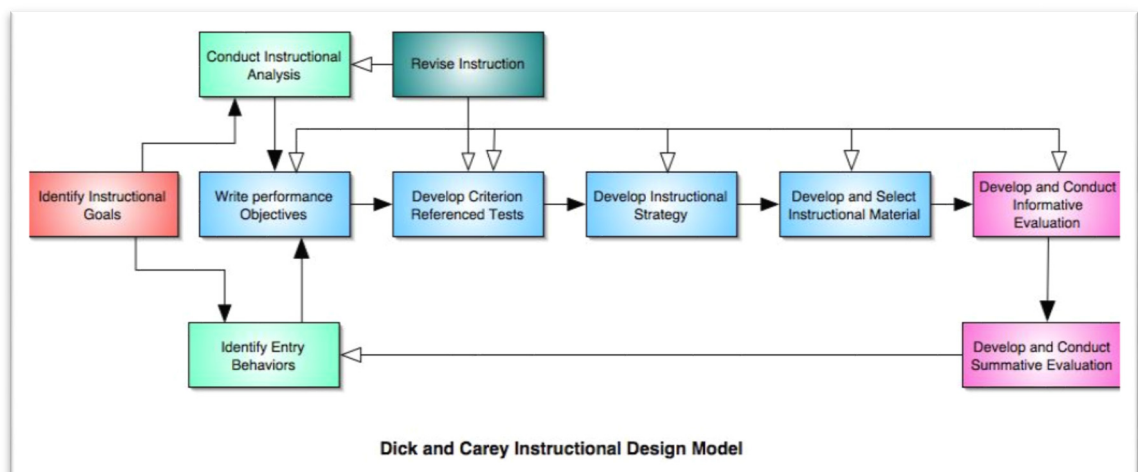 Conduct Instructional
Analysis
Revise Instruction
Identify Instructional
Goals
Write performance
Objectives
Develop Criterion
Referenced Tests
Develop Instructional
Strategy
Develop and Select
Instructional Material
Develop and Conduct
Informative
Evaluation
Identify Entry
Behaviors
Develop and Conduct
Summative Evaluation
Dick and Carey Instructional Design Model